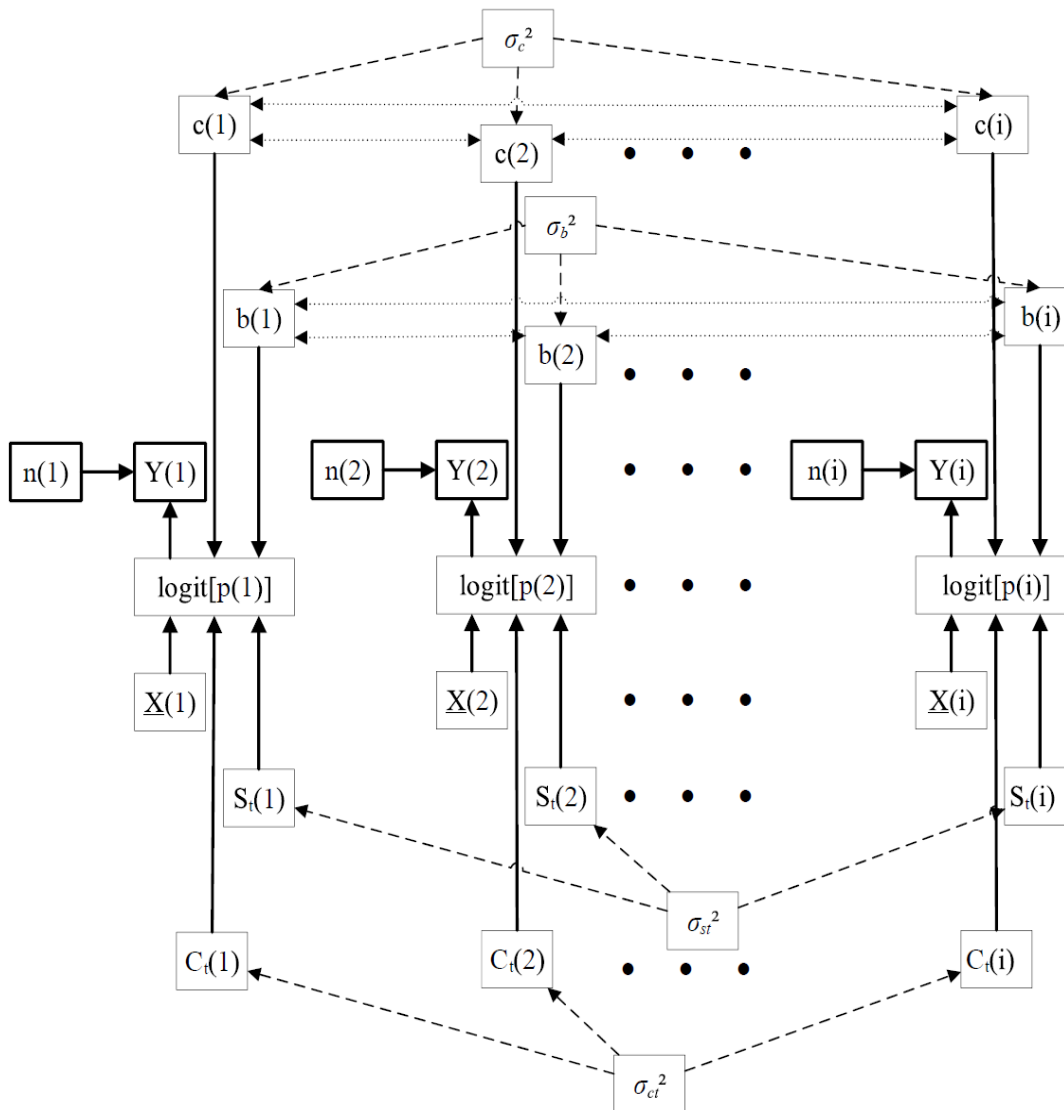 σc²
c(1)
c(2)
c(i)
σb²
b(1)
b(2)
b(i)
n(1) Y(1) n(2) Y(2) n(i) Y(i)
logit[p(1)] logit[p(2)] logit[p(i)]
X(1) X(2) X(i)
St(1) St(2) St(i)
σst²
Ct(1) Ct(2) Ct(i)
σct²